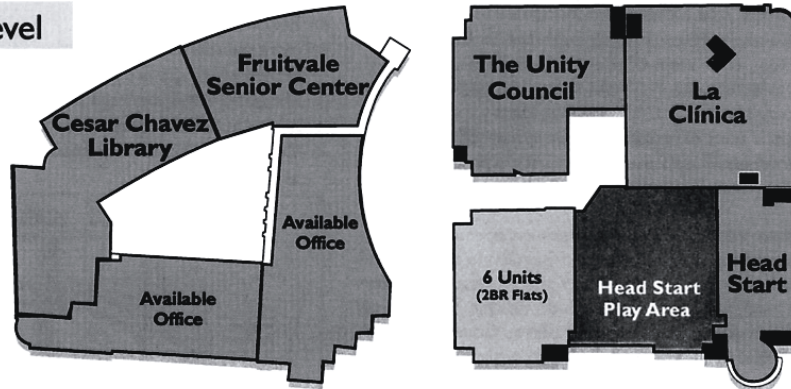 evel
Fruitvale
Senior Center
Cesar Chavez
Library
Available
Office
Available
Office
The Unity
Council
La
Clínica
6 Units
(2BR Flats)
Head Start
Play Area
Head
Start